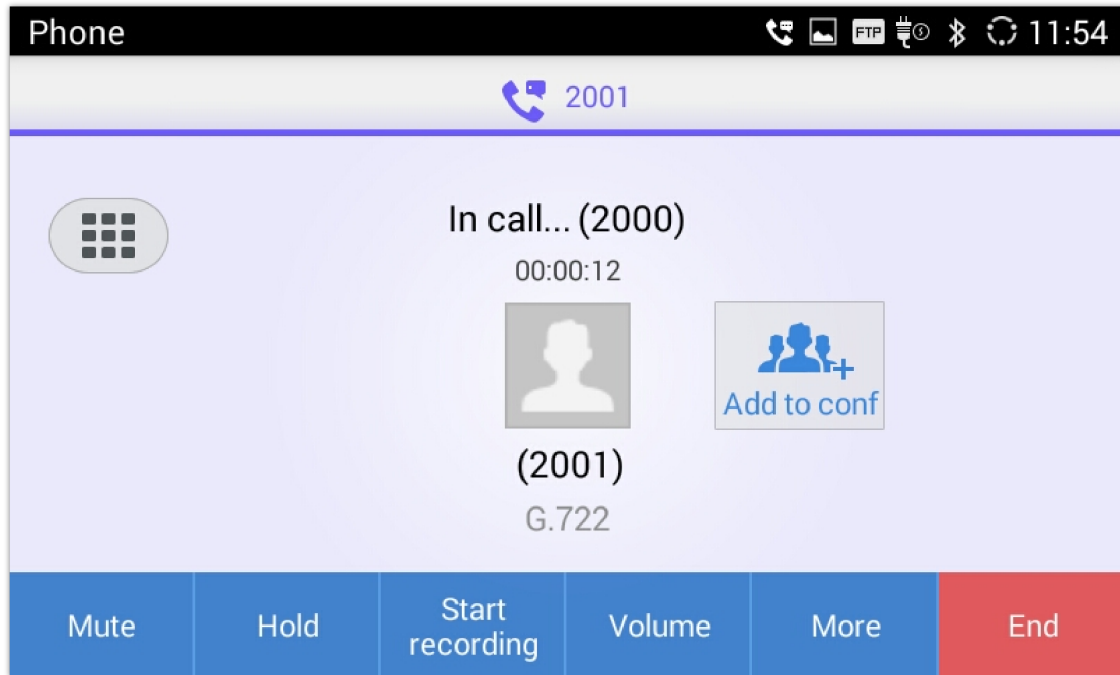 Phone
FTP
11:54
2001
In call... (2000)
00:00:12
Add to conf
(2001)
G.722
Mute
Hold
Start
recording
Volume
More
End